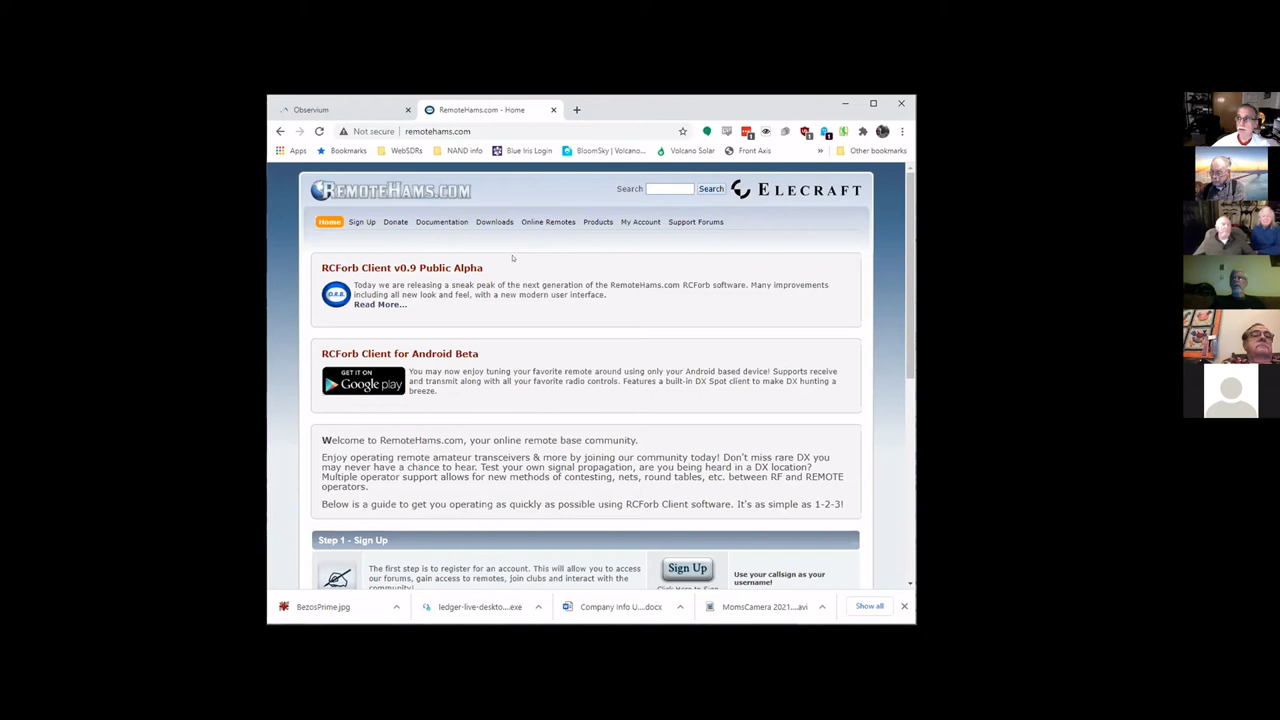 Observium
RemoteHams.com - Home
Not secure remotehams.com
Apps Bookmarks WebSDRs NAND info Blue Iris Login BloomSky | Volcano... Volcano Solar Front Axis » Other bookmarks
REMOTEHAMS.COM Search Search ELECRAFT
Home Sign Up Donate Documentation Downloads Online Remotes Products My Account Support Forums
RCForb Client v0.9 Public Alpha
O.R.B.
Today we are releasing a sneak peak of the next generation of the RemoteHams.com RCForb software. Many improvements
including all new look and feel, with a new modern user interface.
Read More...
RCForb Client for Android Beta
GET IT ON
Google play
You may now enjoy tuning your favorite remote around using only your Android based device! Supports receive
and transmit along with all your favorite radio controls. Features a built-in DX Spot client to make DX hunting a
breeze.
Welcome to RemoteHams.com, your online remote base community.
Enjoy operating remote amateur transceivers & more by joining our community today! Don't miss rare DX you
may never have a chance to hear. Test your own signal propagation, are you being heard in a DX location?
Multiple operator support allows for new methods of contesting, nets, round tables, etc. between RF and REMOTE
operators.
Below is a guide to get you operating as quickly as possible using RCForb Client software. It's as simple as 1-2-3!
Step 1 - Sign Up
The first step is to register for an account. This will allow you to access
our forums, gain access to remotes, join clubs and interact with the
community!
Sign Up
Click Here to Sign
Use your callsign as your
username!
BezosPrime.jpg ledger-live-deskto....exe Company Info U....docx MomsCamera 2021....avi Show all